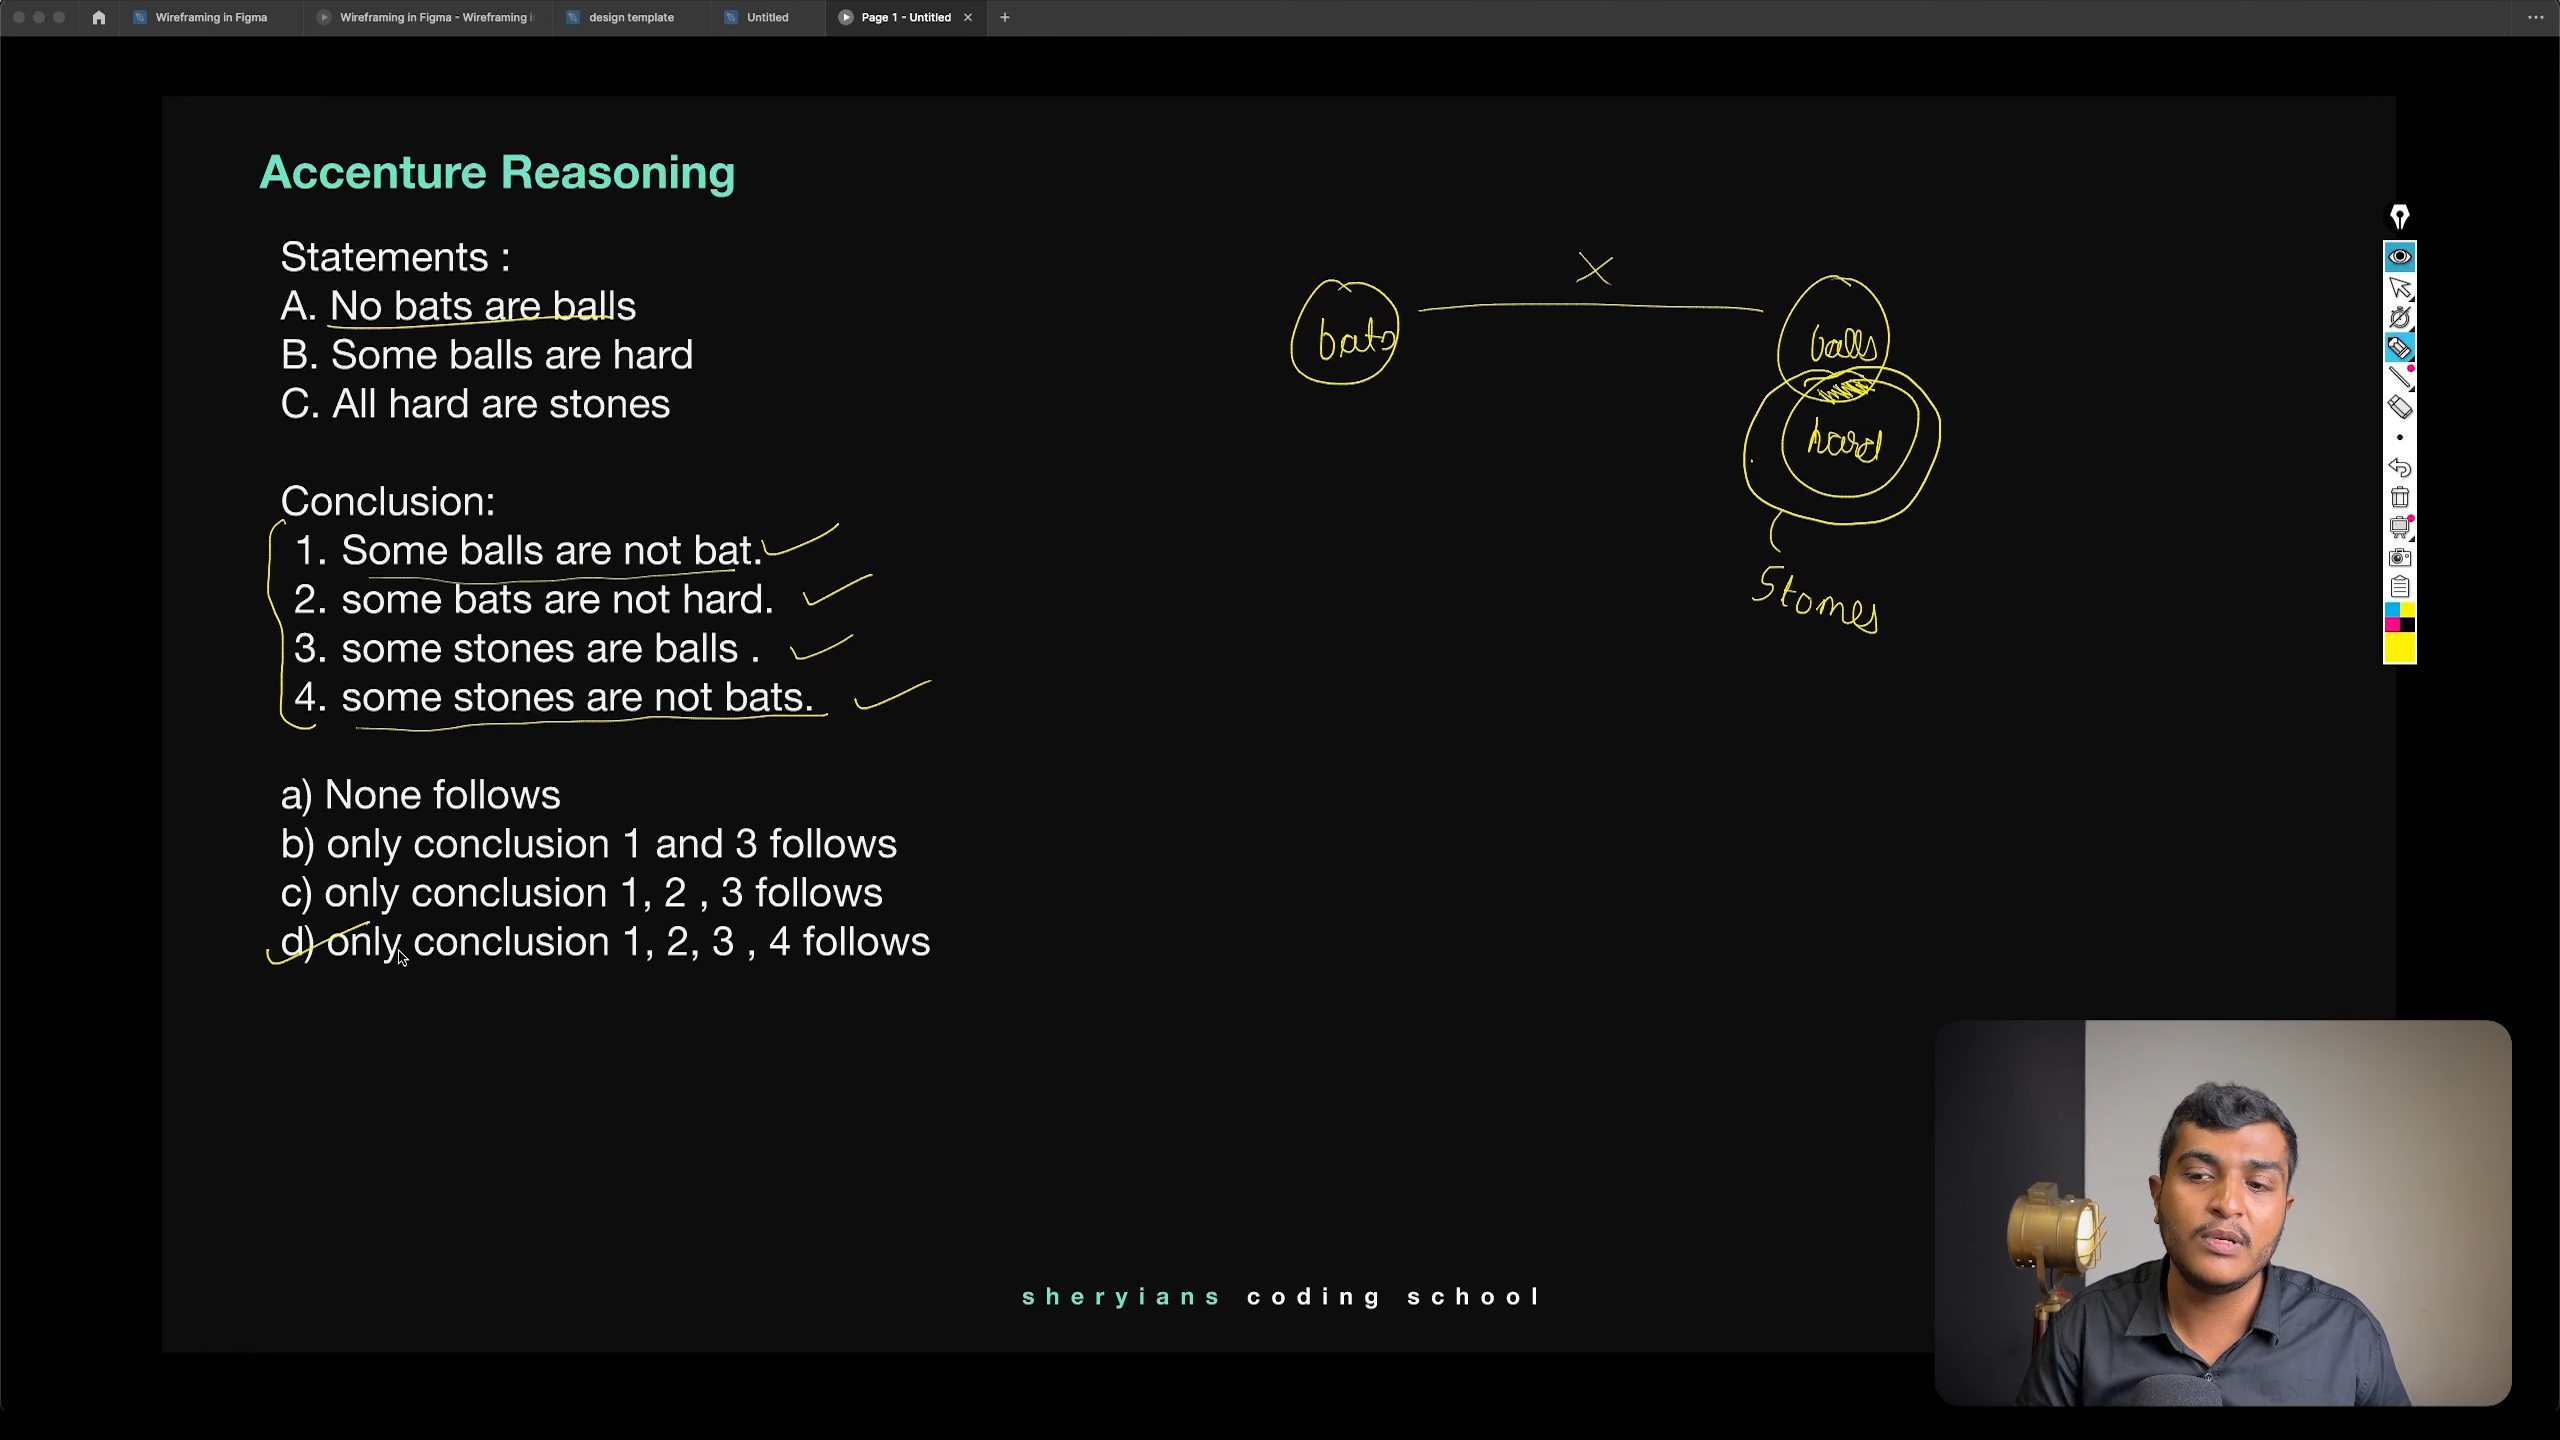 Wireframing in Figma
Wireframing in Figma - Wireframing i
design template
Untitled
Page 1 - Untitled
Accenture Reasoning
Statements :
A. No bats are balls
B. Some balls are hard
C. All hard are stones
Conclusion:
1. Some balls are not bat.
2. some bats are not hard.
3. some stones are balls .
4. some stones are not bats.
a) None follows
b) only conclusion 1 and 3 follows
c) only conclusion 1, 2 , 3 follows
d) only conclusion 1, 2, 3 , 4 follows
bats
balls
hard
Stones
sheryians coding school